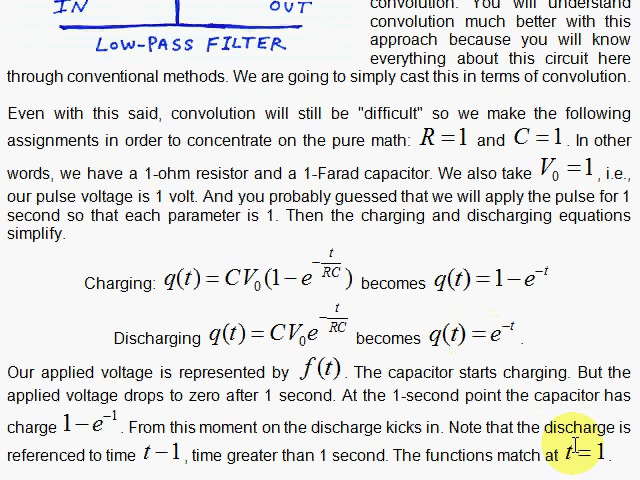 IN OUT
LOW-PASS FILTER
convolution. You will understand
convolution much better with this
approach because you will know
everything about this circuit here
through conventional methods. We are going to simply cast this in terms of convolution.
Even with this said, convolution will still be "difficult" so we make the following
assignments in order to concentrate on the pure math: R = 1 and C = 1. In other
words, we have a 1-ohm resistor and a 1-Farad capacitor. We also take V₀ = 1, i.e.,
our pulse voltage is 1 volt. And you probably guessed that we will apply the pulse for 1
second so that each parameter is 1. Then the charging and discharging equations
simplify.
Charging: q(t) = CV₀(1 − e^{−t/RC}) becomes q(t) = 1 − e^{−t}
Discharging q(t) = CV₀e^{−t/RC} becomes q(t) = e^{−t}.
Our applied voltage is represented by f(t). The capacitor starts charging. But the
applied voltage drops to zero after 1 second. At the 1-second point the capacitor has
charge 1 − e^{−1}. From this moment on the discharge kicks in. Note that the discharge is
referenced to time t − 1, time greater than 1 second. The functions match at t = 1.